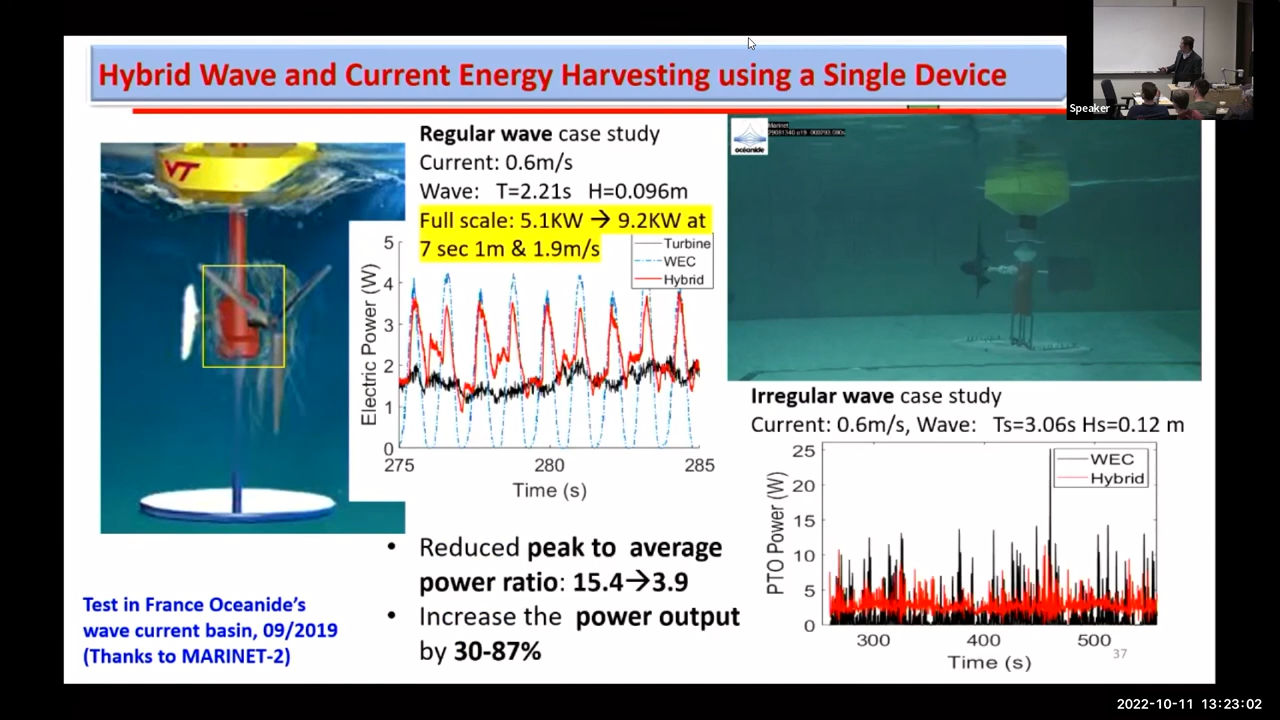 Hybrid Wave and Current Energy Harvesting using a Single Device
Speaker
VT
Regular wave case study
Current: 0.6m/s
Wave: T=2.21s H=0.096m
Full scale: 5.1KW → 9.2KW at
7 sec 1m & 1.9m/s
Turbine
WEC
Hybrid
Electric Power (W)
5
4
3
2
1
0
275
280
285
Time (s)
• Reduced peak to average
power ratio: 15.4→3.9
• Increase the power output
by 30-87%
Test in France Oceanide's
wave current basin, 09/2019
(Thanks to MARINET-2)
océanide
Marinet
Irregular wave case study
Current: 0.6m/s, Wave: Ts=3.06s Hs=0.12 m
WEC
Hybrid
PTO Power (W)
25
20
15
10
5
0
300
400
500
Time (s)
37
2022-10-11 13:23:02